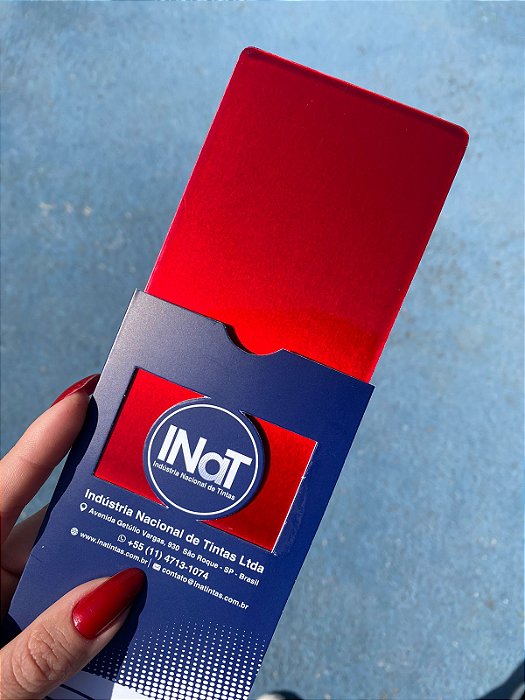 INaT
Indústria Nacional de Tintas
Indústria Nacional de Tintas Ltda
Avenida Getúlio Vargas, 930 São Roque - SP - Brasil
+55 (11) 4713-1074
www.inatintas.com.br | contato@inatintas.com.br